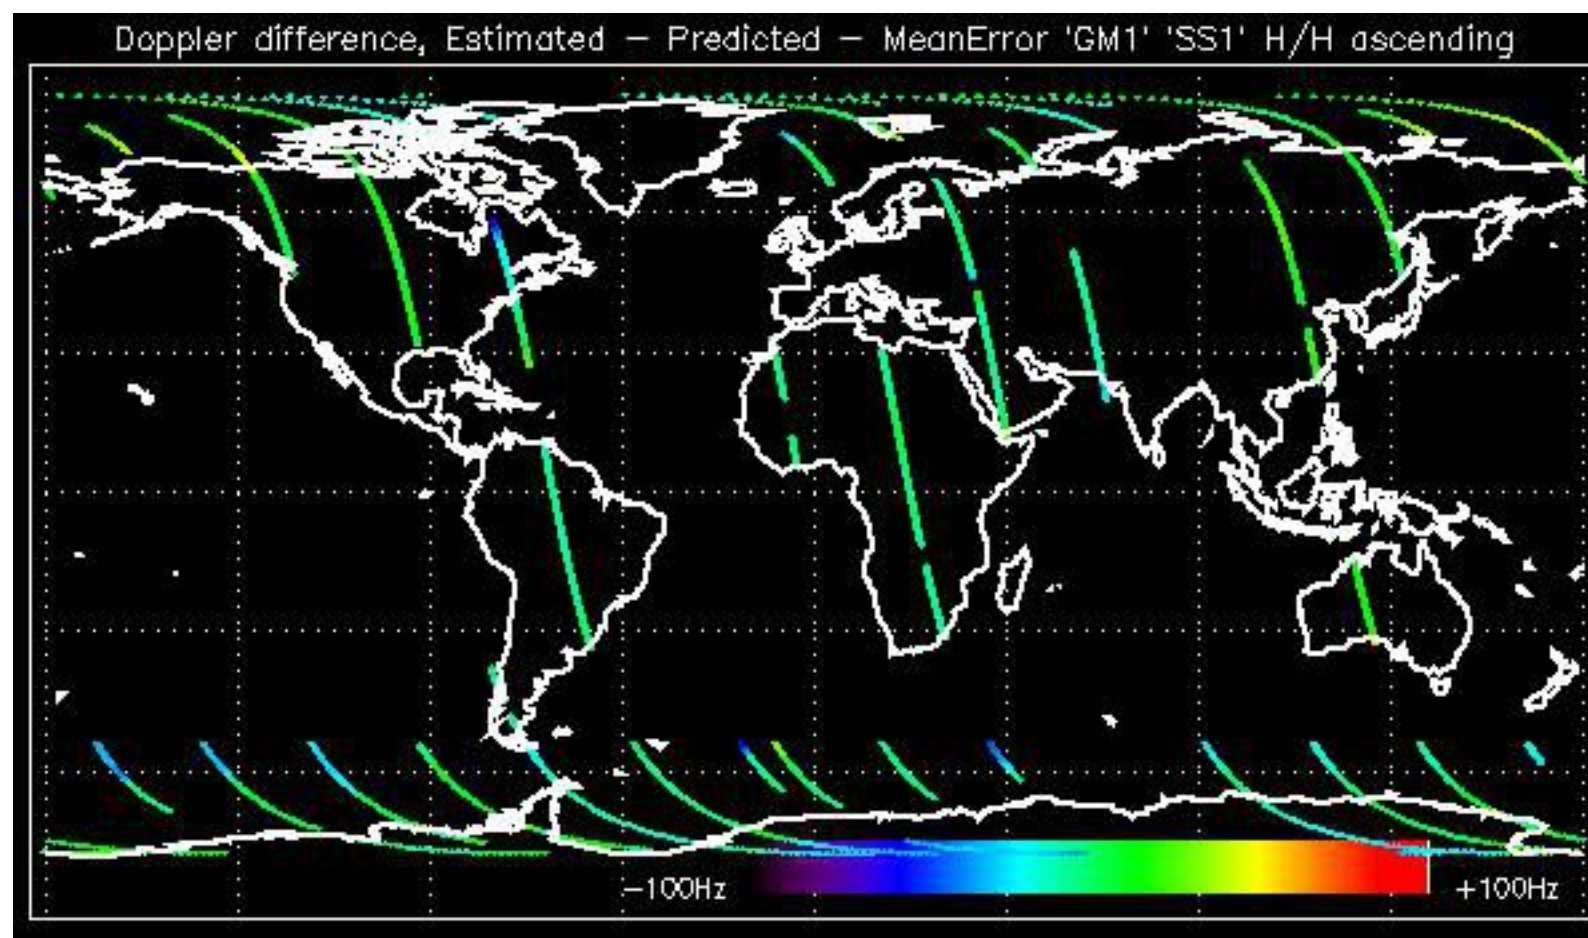 Doppler difference, Estimated – Predicted – MeanError 'GM1' 'SS1' H/H ascending
-100Hz
+100Hz